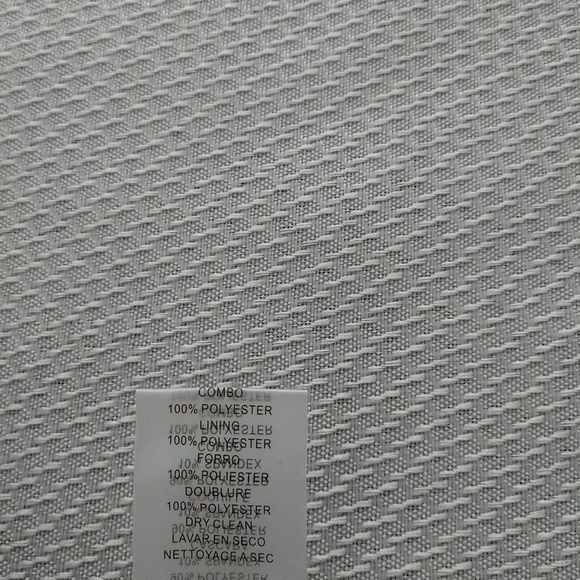 COMBO
100% POLYESTER
LINING
100% POLYESTER
FORRO
100% POLIESTER
DOUBLURE
100% POLYESTER
DRY CLEAN
LAVAR EN SECO
NETTOYAGE A SEC